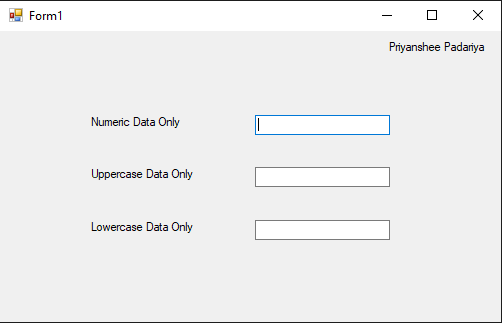 Form1
Priyanshee Padariya
Numeric Data Only
Uppercase Data Only
Lowercase Data Only